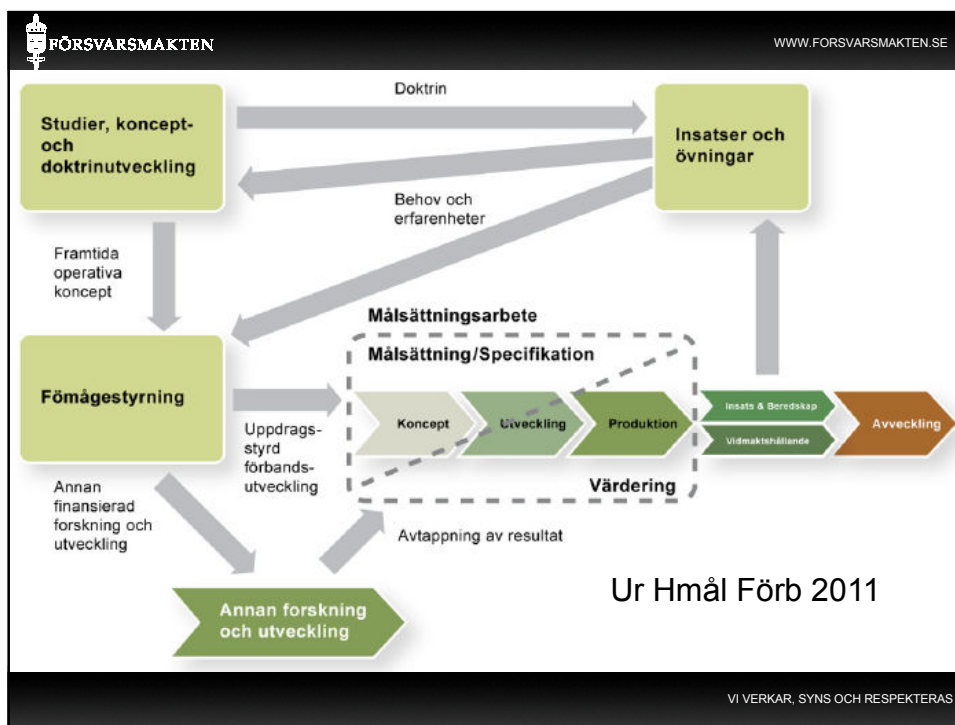 FÖRSVARSMAKTEN
WWW.FORSVARSMAKTEN.SE
Doktrin
Studier, koncept-
och
doktrinutveckling
Insatser och
övningar
Behov och
erfarenheter
Framtida
operativa
koncept
Målsättningsarbete
Målsättning/Specifikation
Fömågestyrning
Koncept
Utveckling
Produktion
Insats & Beredskap
Vidmaktshållande
Avveckling
Uppdrags-
styrd
förbands-
utveckling
Värdering
Annan
finansierad
forskning och
utveckling
Avtappning av resultat
Ur Hmål Förb 2011
Annan forskning
och utveckling
VI VERKAR, SYNS OCH RESPEKTERAS